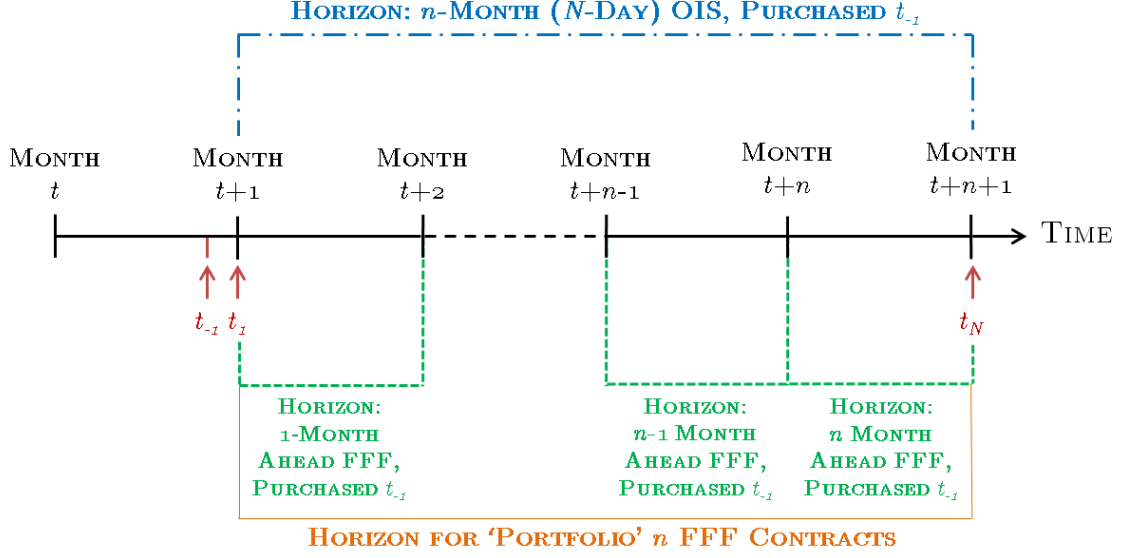 HORIZON: n-MONTH (N-DAY) OIS, PURCHASED t-1
MONTH
t
MONTH
t+1
MONTH
t+2
MONTH
t+n-1
MONTH
t+n
MONTH
t+n+1
TIME
t-1
t1
tN
HORIZON:
1-MONTH
AHEAD FFF,
PURCHASED t-1
HORIZON:
n-1 MONTH
AHEAD FFF,
PURCHASED t-1
HORIZON:
n MONTH
AHEAD FFF,
PURCHASED t-1
HORIZON FOR ‘PORTFOLIO’ n FFF CONTRACTS